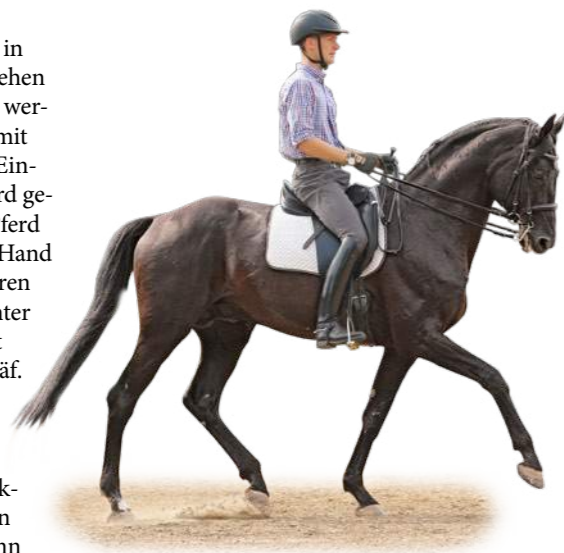 in
ehen
wer-
mit
Ein-
rd ge-
ferd
Hand
ren
nter
t
äf.
k-
n
nn